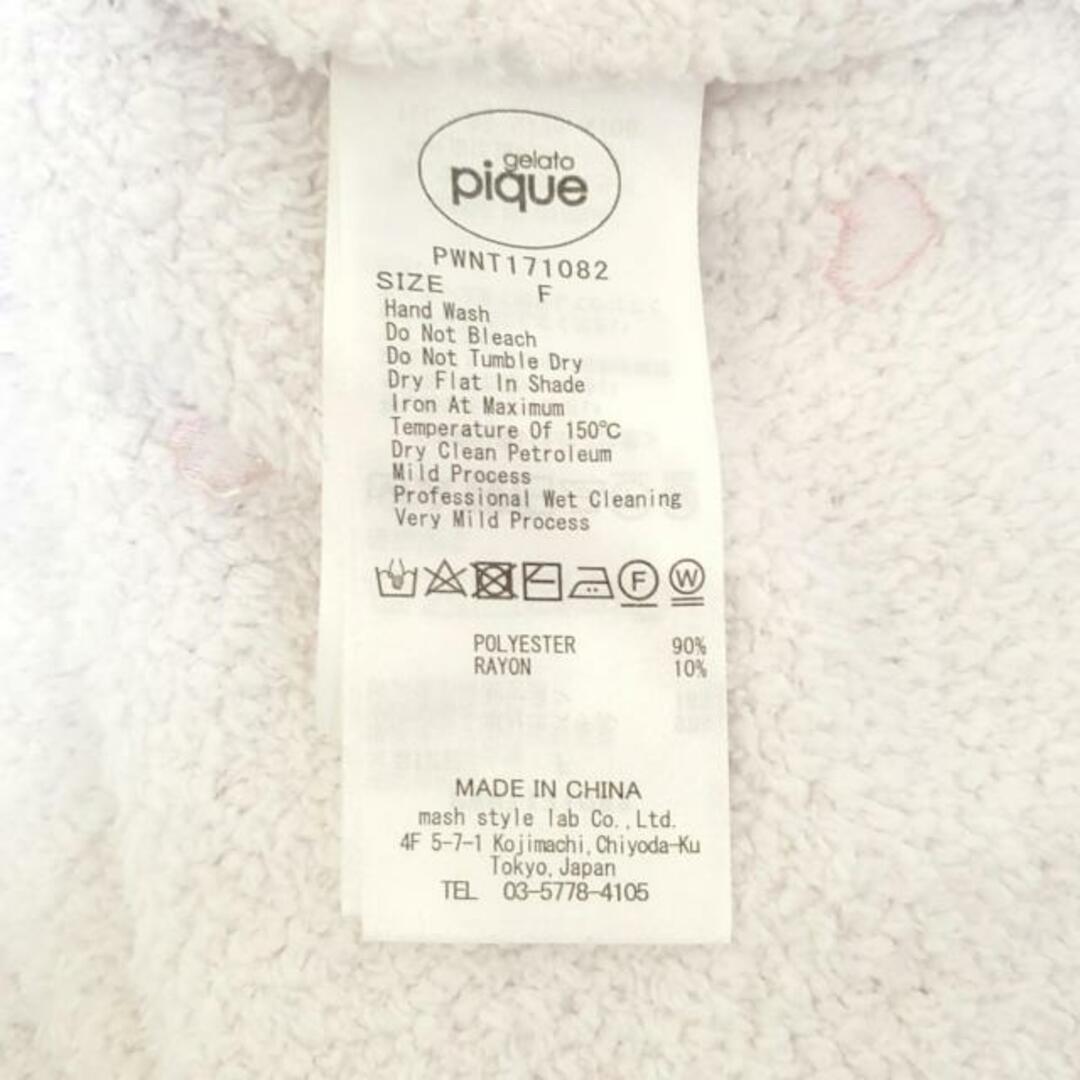 gelato
pique
PWNT171082
SIZE F
Hand Wash
Do Not Bleach
Do Not Tumble Dry
Dry Flat In Shade
Iron At Maximum
Temperature Of 150℃
Dry Clean Petroleum
Mild Process
Professional Wet Cleaning
Very Mild Process
F W
POLYESTER 90%
RAYON 10%
MADE IN CHINA
mash style lab Co.,Ltd.
4F 5-7-1 Kojimachi,Chiyoda-Ku
Tokyo,Japan
TEL 03-5778-4105